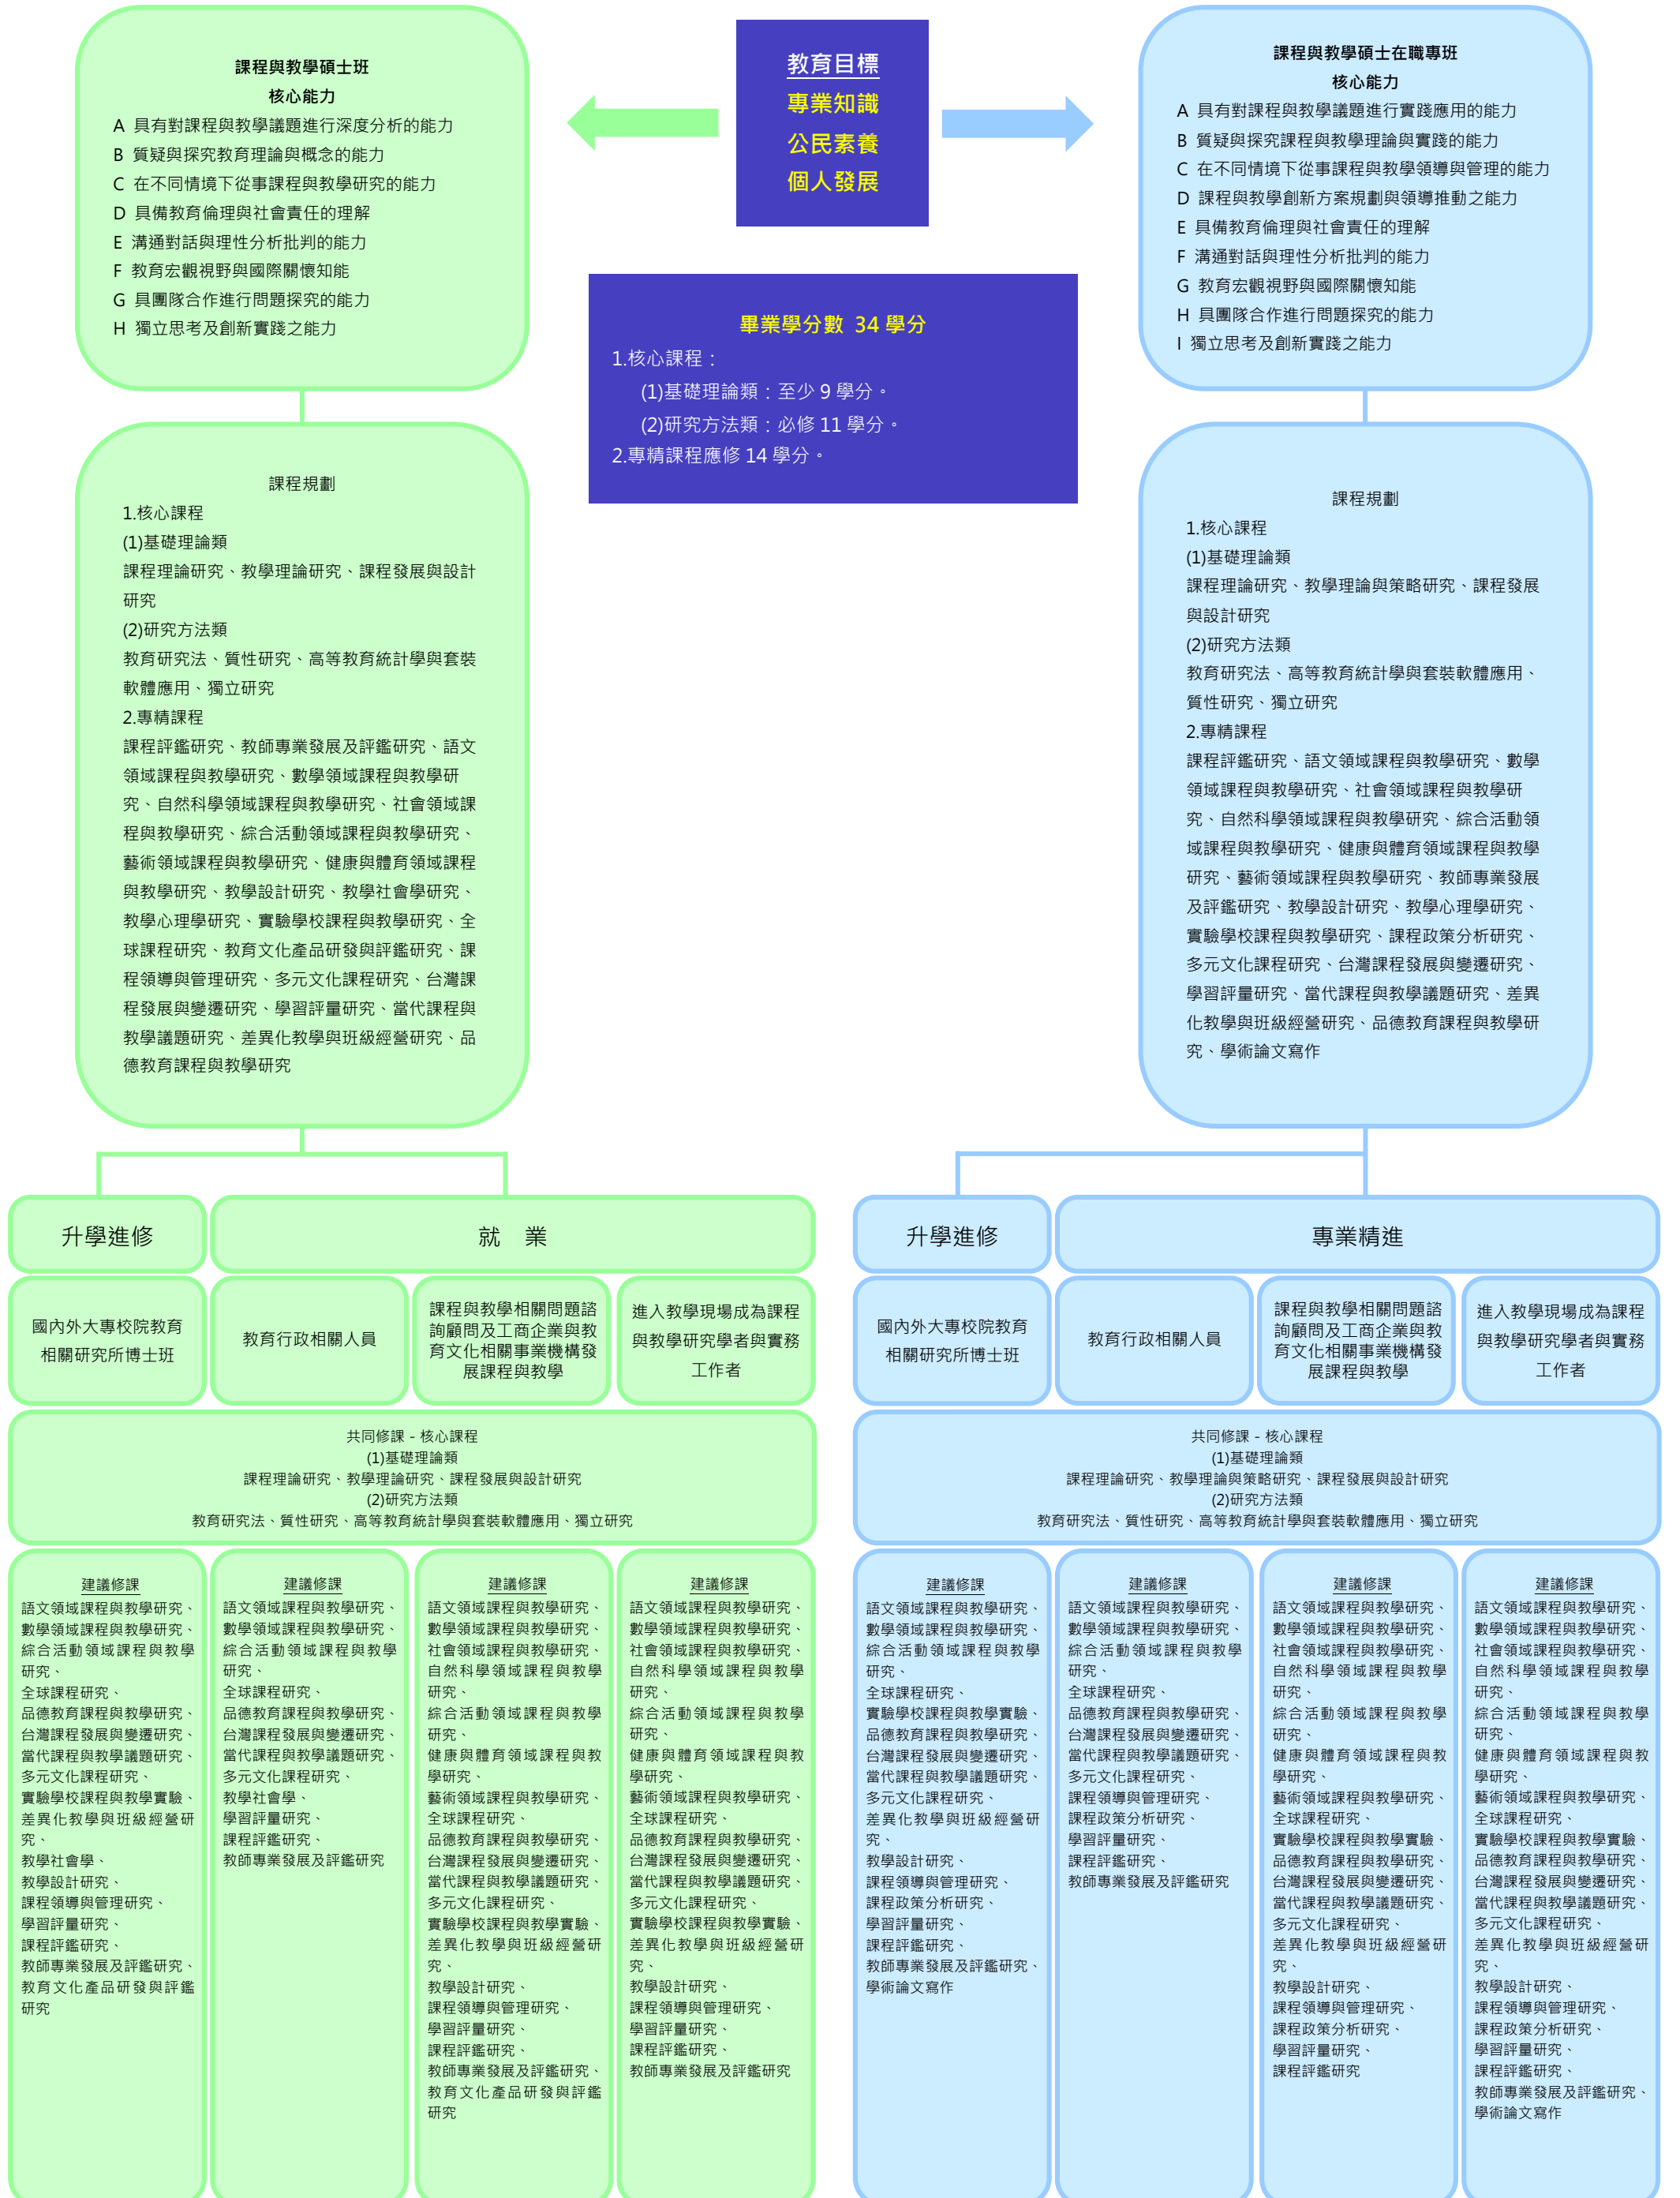 課程與教學碩士班
核心能力
A 具有對課程與教學議題進行深度分析的能力
B 質疑與探究教育理論與概念的能力
C 在不同情境下從事課程與教學研究的能力
D 具備教育倫理與社會責任的理解
E 溝通對話與理性分析批判的能力
F 教育宏觀視野與國際關懷知能
G 具團隊合作進行問題探究的能力
H 獨立思考及創新實踐之能力
教育目標
專業知識
公民素養
個人發展
課程與教學碩士在職專班
核心能力
A 具有對課程與教學議題進行實踐應用的能力
B 質疑與探究課程與教學理論與實踐的能力
C 在不同情境下從事課程與教學領導與管理的能力
D 課程與教學創新方案規劃與領導推動之能力
E 具備教育倫理與社會責任的理解
F 溝通對話與理性分析批判的能力
G 教育宏觀視野與國際關懷知能
H 具團隊合作進行問題探究的能力
I 獨立思考及創新實踐之能力
畢業學分數 34 學分
1.核心課程：
(1)基礎理論類：至少 9 學分。
(2)研究方法類：必修 11 學分。
2.專精課程應修 14 學分。
課程規劃
1.核心課程
(1)基礎理論類
課程理論研究、教學理論研究、課程發展與設計
研究
(2)研究方法類
教育研究法、質性研究、高等教育統計學與套裝
軟體應用、獨立研究
2.專精課程
課程評鑑研究、教師專業發展及評鑑研究、語文
領域課程與教學研究、數學領域課程與教學研
究、自然科學領域課程與教學研究、社會領域課
程與教學研究、綜合活動領域課程與教學研究、
藝術領域課程與教學研究、健康與體育領域課程
與教學研究、教學設計研究、教學社會學研究、
教學心理學研究、實驗學校課程與教學研究、全
球課程研究、教育文化產品研發與評鑑研究、課
程領導與管理研究、多元文化課程研究、台灣課
程發展與變遷研究、學習評量研究、當代課程與
教學議題研究、差異化教學與班級經營研究、品
德教育課程與教學研究
課程規劃
1.核心課程
(1)基礎理論類
課程理論研究、教學理論與策略研究、課程發展
與設計研究
(2)研究方法類
教育研究法、高等教育統計學與套裝軟體應用、
質性研究、獨立研究
2.專精課程
課程評鑑研究、語文領域課程與教學研究、數學
領域課程與教學研究、社會領域課程與教學研
究、自然科學領域課程與教學研究、綜合活動領
域課程與教學研究、健康與體育領域課程與教學
研究、藝術領域課程與教學研究、教師專業發展
及評鑑研究、教學設計研究、教學心理學研究、
實驗學校課程與教學研究、課程政策分析研究、
多元文化課程研究、台灣課程發展與變遷研究、
學習評量研究、當代課程與教學議題研究、差異
化教學與班級經營研究、品德教育課程與教學研
究、學術論文寫作
升學進修
就 業
國內外大專校院教育
相關研究所博士班
教育行政相關人員
課程與教學相關問題諮
詢顧問及工商企業與教
育文化相關事業機構發
展課程與教學
進入教學現場成為課程
與教學研究學者與實務
工作者
共同修課 - 核心課程
(1)基礎理論類
課程理論研究、教學理論研究、課程發展與設計研究
(2)研究方法類
教育研究法、質性研究、高等教育統計學與套裝軟體應用、獨立研究
建議修課
語文領域課程與教學研究、
數學領域課程與教學研究、
綜合活動領域課程與教學
研究、
全球課程研究、
品德教育課程與教學研究、
台灣課程發展與變遷研究、
當代課程與教學議題研究、
多元文化課程研究、
實驗學校課程與教學實驗、
差異化教學與班級經營研
究、
教學社會學、
教學設計研究、
課程領導與管理研究、
學習評量研究、
課程評鑑研究、
教師專業發展及評鑑研究、
教育文化產品研發與評鑑
研究
建議修課
語文領域課程與教學研究、
數學領域課程與教學研究、
綜合活動領域課程與教學
研究、
全球課程研究、
品德教育課程與教學研究、
台灣課程發展與變遷研究、
當代課程與教學議題研究、
多元文化課程研究、
教學社會學、
學習評量研究、
課程評鑑研究、
教師專業發展及評鑑研究
建議修課
語文領域課程與教學研究、
數學領域課程與教學研究、
社會領域課程與教學研究、
自然科學領域課程與教學
研究、
綜合活動領域課程與教學
研究、
健康與體育領域課程與教
學研究、
藝術領域課程與教學研究、
全球課程研究、
品德教育課程與教學研究、
台灣課程發展與變遷研究、
當代課程與教學議題研究、
多元文化課程研究、
實驗學校課程與教學實驗、
差異化教學與班級經營研
究、
教學設計研究、
課程領導與管理研究、
學習評量研究、
課程評鑑研究、
教師專業發展及評鑑研究、
教育文化產品研發與評鑑
研究
建議修課
語文領域課程與教學研究、
數學領域課程與教學研究、
社會領域課程與教學研究、
自然科學領域課程與教學
研究、
綜合活動領域課程與教學
研究、
健康與體育領域課程與教
學研究、
藝術領域課程與教學研究、
全球課程研究、
品德教育課程與教學研究、
台灣課程發展與變遷研究、
當代課程與教學議題研究、
多元文化課程研究、
實驗學校課程與教學實驗、
差異化教學與班級經營研
究、
教學設計研究、
課程領導與管理研究、
學習評量研究、
課程評鑑研究、
教師專業發展及評鑑研究
升學進修
專業精進
國內外大專校院教育
相關研究所博士班
教育行政相關人員
課程與教學相關問題諮
詢顧問及工商企業與教
育文化相關事業機構發
展課程與教學
進入教學現場成為課程
與教學研究學者與實務
工作者
共同修課 - 核心課程
(1)基礎理論類
課程理論研究、教學理論與策略研究、課程發展與設計研究
(2)研究方法類
教育研究法、質性研究、高等教育統計學與套裝軟體應用、獨立研究
建議修課
語文領域課程與教學研究、
數學領域課程與教學研究、
綜合活動領域課程與教學
研究、
全球課程研究、
實驗學校課程與教學實驗、
品德教育課程與教學研究、
台灣課程發展與變遷研究、
當代課程與教學議題研究、
多元文化課程研究、
差異化教學與班級經營研
究、
教學設計研究、
課程領導與管理研究、
課程政策分析研究、
學習評量研究、
課程評鑑研究、
教師專業發展及評鑑研究、
學術論文寫作
建議修課
語文領域課程與教學研究、
數學領域課程與教學研究、
綜合活動領域課程與教學
研究、
全球課程研究、
品德教育課程與教學研究、
台灣課程發展與變遷研究、
當代課程與教學議題研究、
多元文化課程研究、
課程領導與管理研究、
課程政策分析研究、
學習評量研究、
課程評鑑研究、
教師專業發展及評鑑研究
建議修課
語文領域課程與教學研究、
數學領域課程與教學研究、
社會領域課程與教學研究、
自然科學領域課程與教學
研究、
綜合活動領域課程與教學
研究、
健康與體育領域課程與教
學研究、
藝術領域課程與教學研究、
全球課程研究、
實驗學校課程與教學實驗、
品德教育課程與教學研究、
台灣課程發展與變遷研究、
當代課程與教學議題研究、
多元文化課程研究、
差異化教學與班級經營研
究、
教學設計研究、
課程領導與管理研究、
課程政策分析研究、
學習評量研究、
課程評鑑研究
建議修課
語文領域課程與教學研究、
數學領域課程與教學研究、
社會領域課程與教學研究、
自然科學領域課程與教學
研究、
綜合活動領域課程與教學
研究、
健康與體育領域課程與教
學研究、
藝術領域課程與教學研究、
全球課程研究、
實驗學校課程與教學實驗、
品德教育課程與教學研究、
台灣課程發展與變遷研究、
當代課程與教學議題研究、
多元文化課程研究、
差異化教學與班級經營研
究、
教學設計研究、
課程領導與管理研究、
課程政策分析研究、
學習評量研究、
課程評鑑研究、
教師專業發展及評鑑研究、
學術論文寫作